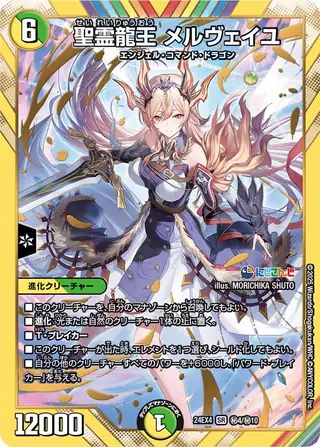 6
せいれいりゅうおう
聖霊龍王 メルヴェイユ
エンジェル・コマンド・ドラゴン
にじさんじ
illus. MORICHIKA SHUTO
進化クリーチャー
■このクリーチャーを、自分のマナゾーンから召喚してもよい。
■進化:光または自然のクリーチャー1体の上に置く。
■T・ブレイカー
■このクリーチャーが出た時、エレメントを1つ選び、シールド化してもよい。
■自分の他のクリーチャーすべてのパワーを+6000し、「パワード・ブレイカー」を与える。
12000
1
24EX4 SR